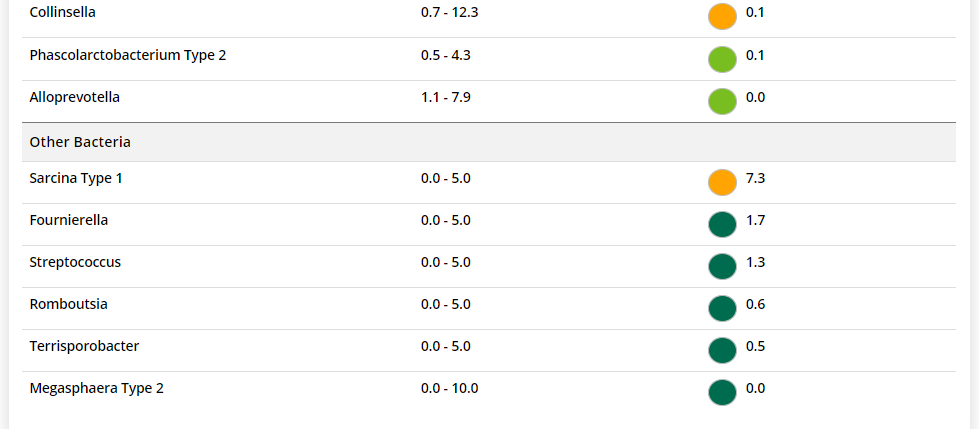 Collinsella 0.7 - 12.3 0.1
Phascolarctobacterium Type 2 0.5 - 4.3 0.1
Alloprevotella 1.1 - 7.9 0.0
Other Bacteria
Sarcina Type 1 0.0 - 5.0 7.3
Fournierella 0.0 - 5.0 1.7
Streptococcus 0.0 - 5.0 1.3
Romboutsia 0.0 - 5.0 0.6
Terrisporobacter 0.0 - 5.0 0.5
Megasphaera Type 2 0.0 - 10.0 0.0